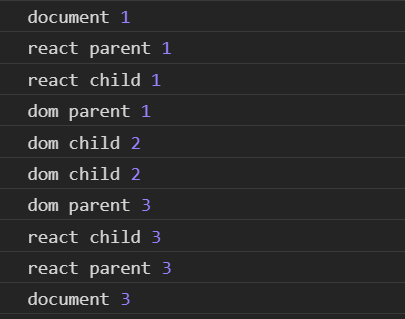 document 1
react parent 1
react child 1
dom parent 1
dom child 2
dom child 2
dom parent 3
react child 3
react parent 3
document 3